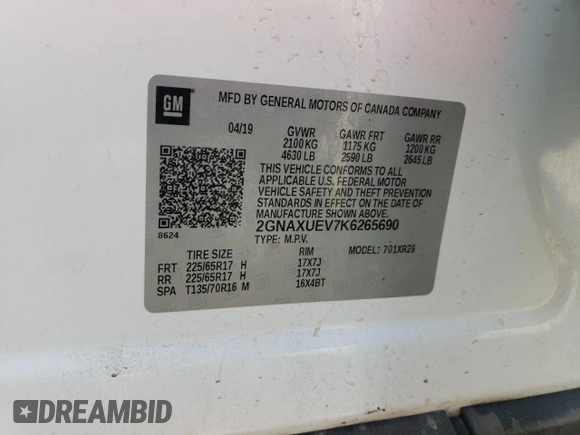 GM
MFD BY GENERAL MOTORS OF CANADA COMPANY
04/19 GVWR GAWR FRT GAWR RR
2100 KG 1175 KG 1200 KG
4630 LB 2590 LB 2645 LB
THIS VEHICLE CONFORMS TO ALL
APPLICABLE U.S. FEDERAL MOTOR
VEHICLE SAFETY AND THEFT PREVENTION
STANDARDS IN EFFECT ON THE DATE OF
MANUFACTURE SHOWN ABOVE.
2GNAXUEV7K6265690
8624 TYPE: M.P.V. MODEL: 701XR26
TIRE SIZE RIM
FRT 225/65R17 H 17X7J
RR 225/65R17 H 17X7J
SPA T135/70R16 M 16X4BT
DREAMBID